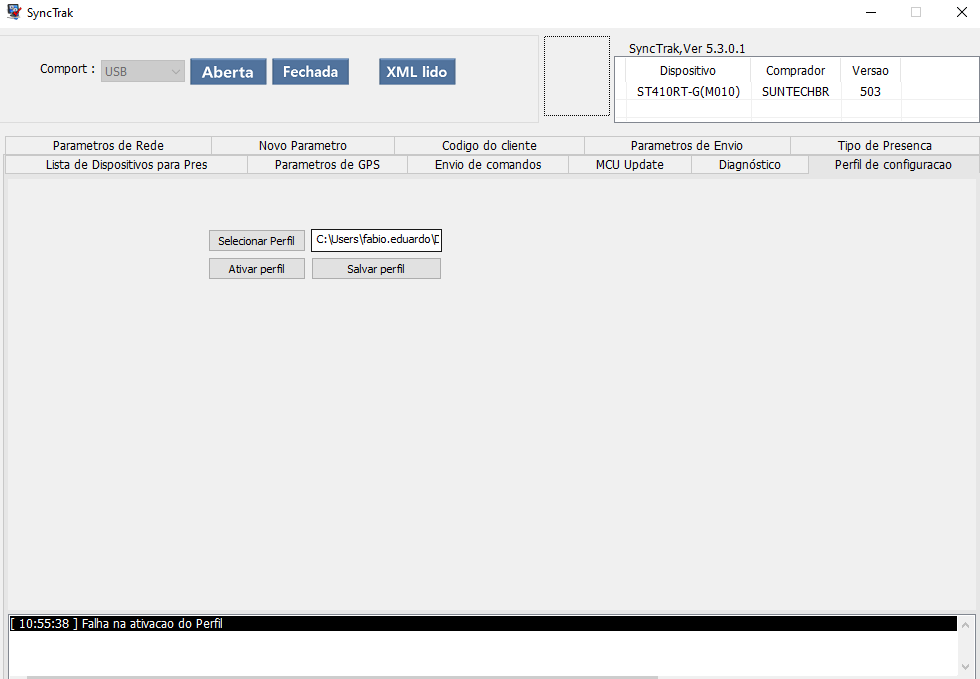 SyncTrak
Comport :
USB
Aberta
Fechada
XML lido
SyncTrak,Ver 5.3.0.1
Dispositivo Comprador Versao
ST410RT-G(M010) SUNTECHBR 503
Parametros de Rede Novo Parametro Codigo do cliente Parametros de Envio Tipo de Presenca
Lista de Dispositivos para Pres Parametros de GPS Envio de comandos MCU Update Diagnóstico Perfil de configuracao
Selecionar Perfil C:\Users\fabio.eduardo\D
Ativar perfil Salvar perfil
[ 10:55:38 ] Falha na ativacao do Perfil